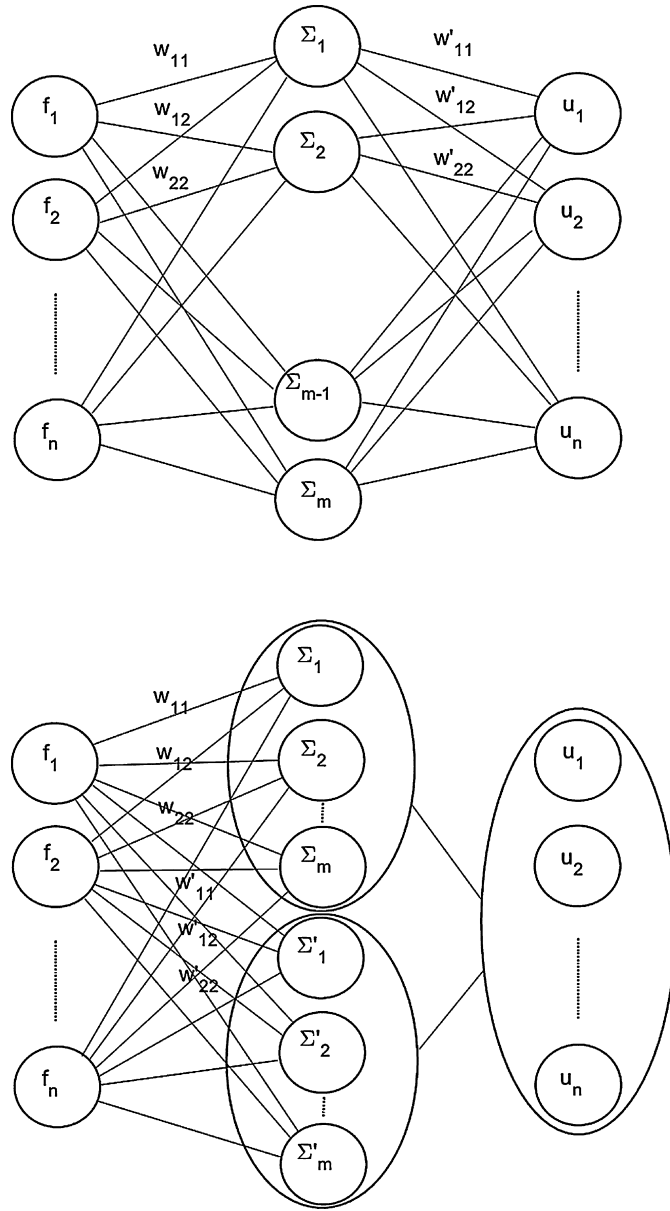 Σ₁
w₁₁ w'₁₁
f₁ w₁₂ w'₁₂ u₁
Σ₂
w₂₂ w'₂₂
f₂ u₂
Σₘ₋₁
fₙ uₙ
Σₘ
Σ₁
w₁₁
f₁ w₁₂ Σ₂ u₁
w₂₂
f₂ Σₘ u₂
w'₁₁
w'₁₂
Σ'₁
w'₂₂
Σ'₂
fₙ uₙ
Σ'ₘ